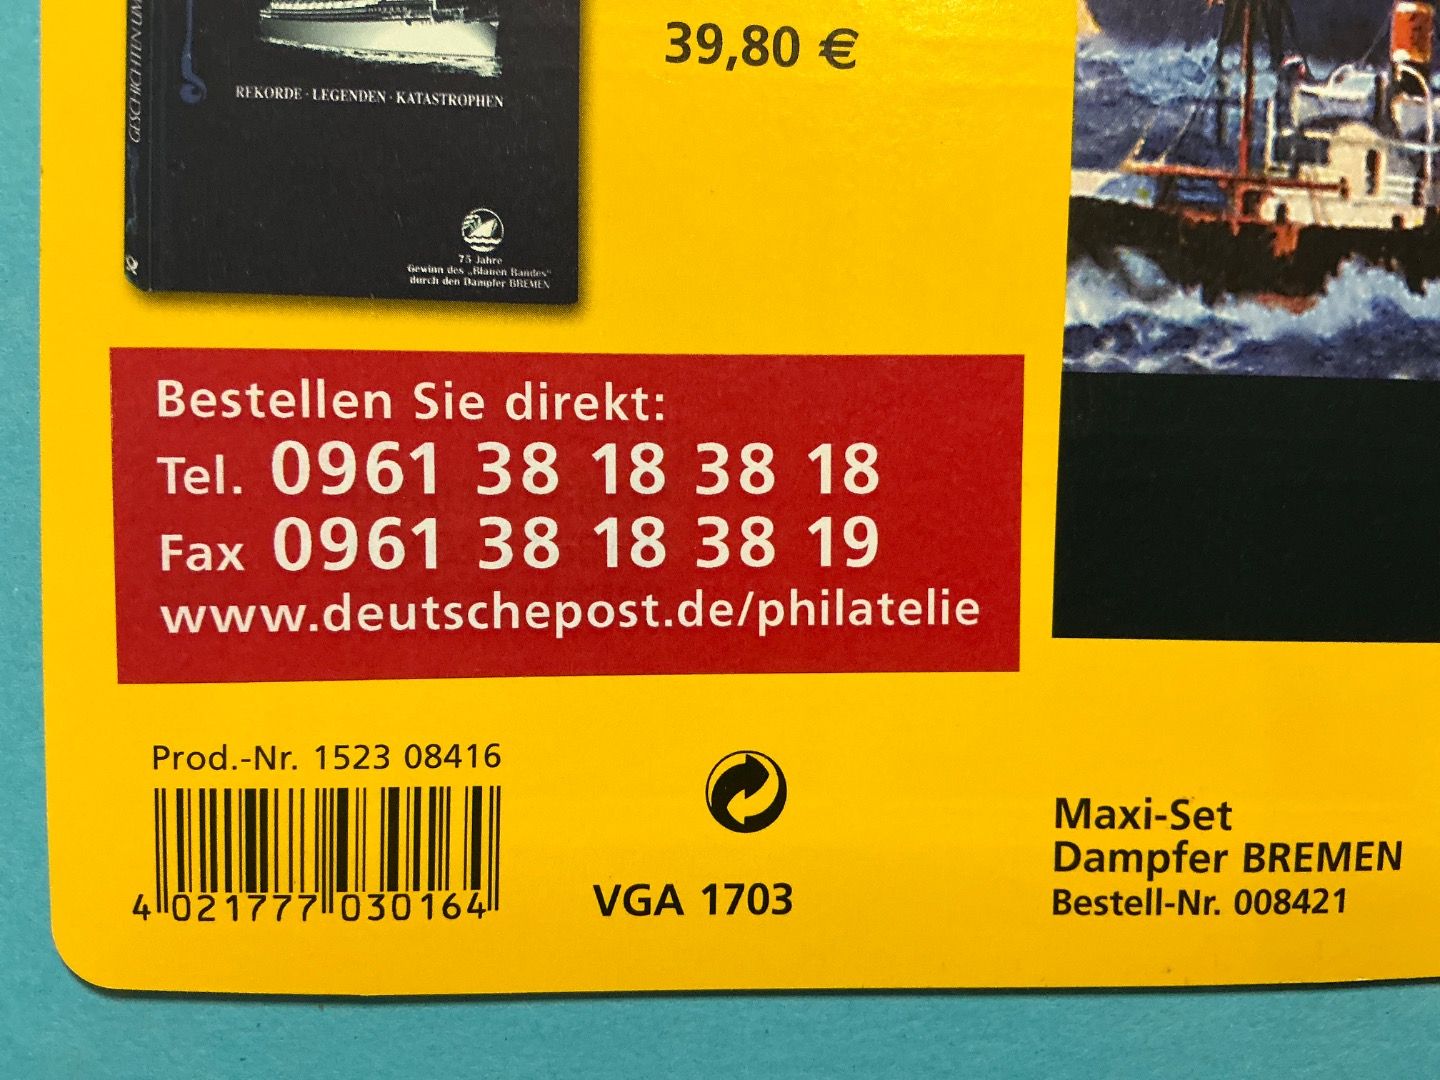 39,80 €
GESCHICHTEN UM
REKORDE · LEGENDEN · KATASTROPHEN
75 Jahre
Gewinn des „Blauen Bandes"
durch den Dampfer BREMEN
Bestellen Sie direkt:
Tel. 0961 38 18 38 18
Fax 0961 38 18 38 19
www.deutschepost.de/philatelie
Prod.-Nr. 1523 08416
4 021777 030164
VGA 1703
Maxi-Set
Dampfer BREMEN
Bestell-Nr. 008421